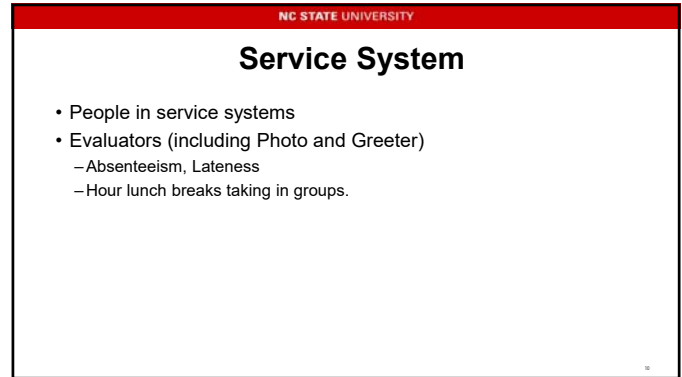 NC STATE UNIVERSITY
Service System
• People in service systems
• Evaluators (including Photo and Greeter)
–Absenteeism, Lateness
–Hour lunch breaks taking in groups.